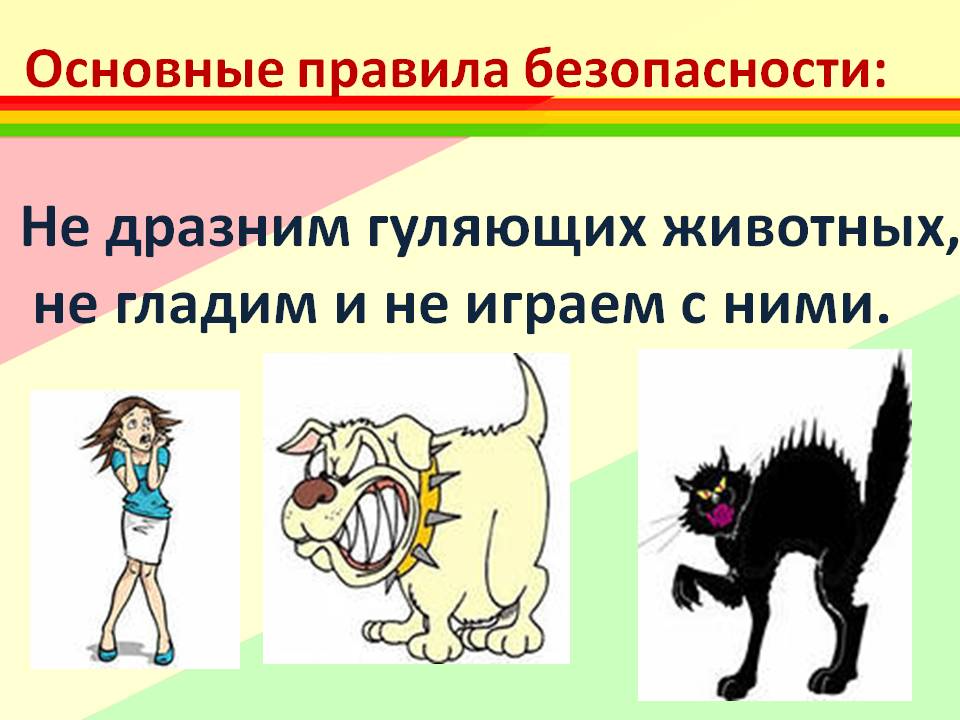 Основные правила безопасности:
Не дразним гуляющих животных,
не гладим и не играем с ними.